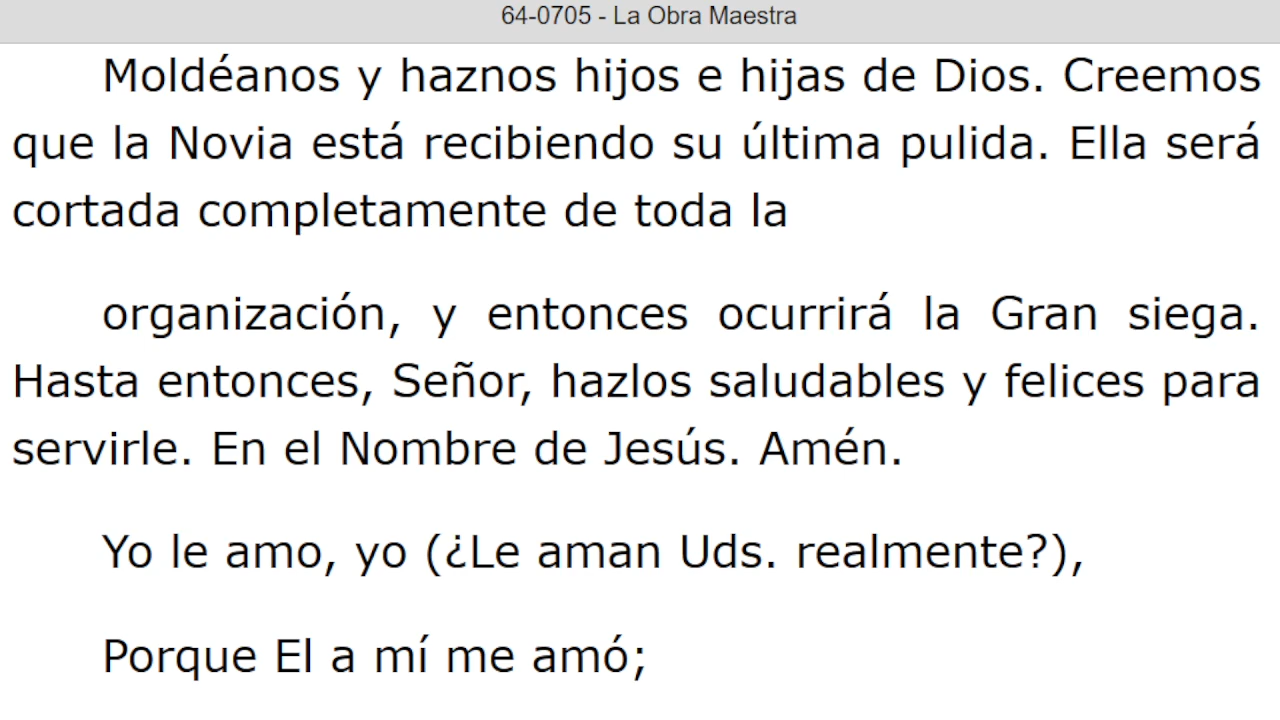 64-0705 - La Obra Maestra
Moldéanos y haznos hijos e hijas de Dios. Creemos
que la Novia está recibiendo su última pulida. Ella será
cortada completamente de toda la
organización, y entonces ocurrirá la Gran siega.
Hasta entonces, Señor, hazlos saludables y felices para
servirle. En el Nombre de Jesús. Amén.
Yo le amo, yo (¿Le aman Uds. realmente?),
Porque El a mí me amó;